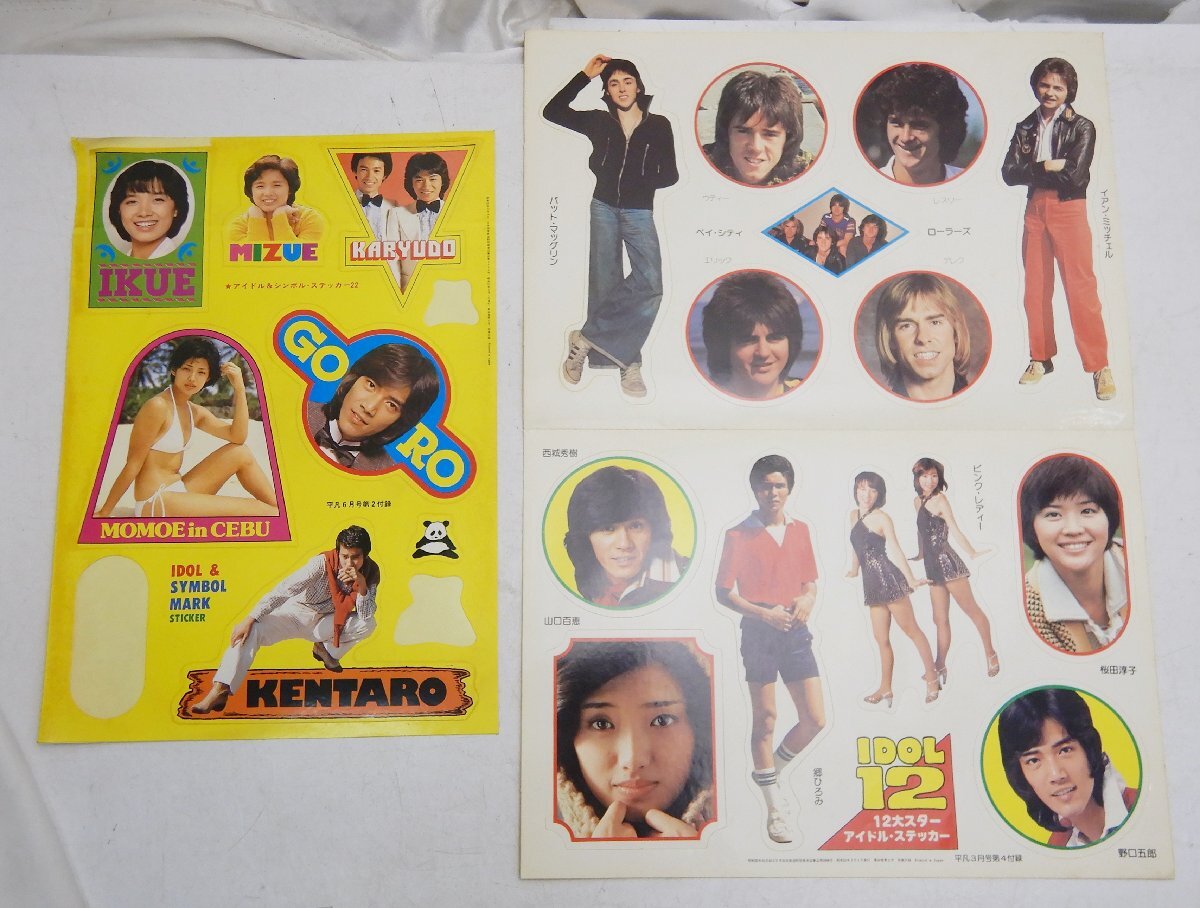 IKUE
MIZUE
KARYUDO
★アイドル&シンボル・ステッカー22
GO
RO
平凡6月号第2付録
MOMOE in CEBU
IDOL &
SYMBOL
MARK
STICKER
KENTARO
パット・マッグリン
ウディー
レスリー
イアン・ミッチェル
ベイ・シティ
ローラーズ
エリック
アレク
西城秀樹
ピンク・レディー
山口百恵
桜田淳子
郷ひろみ
IDOL
12
12大スター
アイドル・ステッカー
平凡3月号第4付録
野口五郎